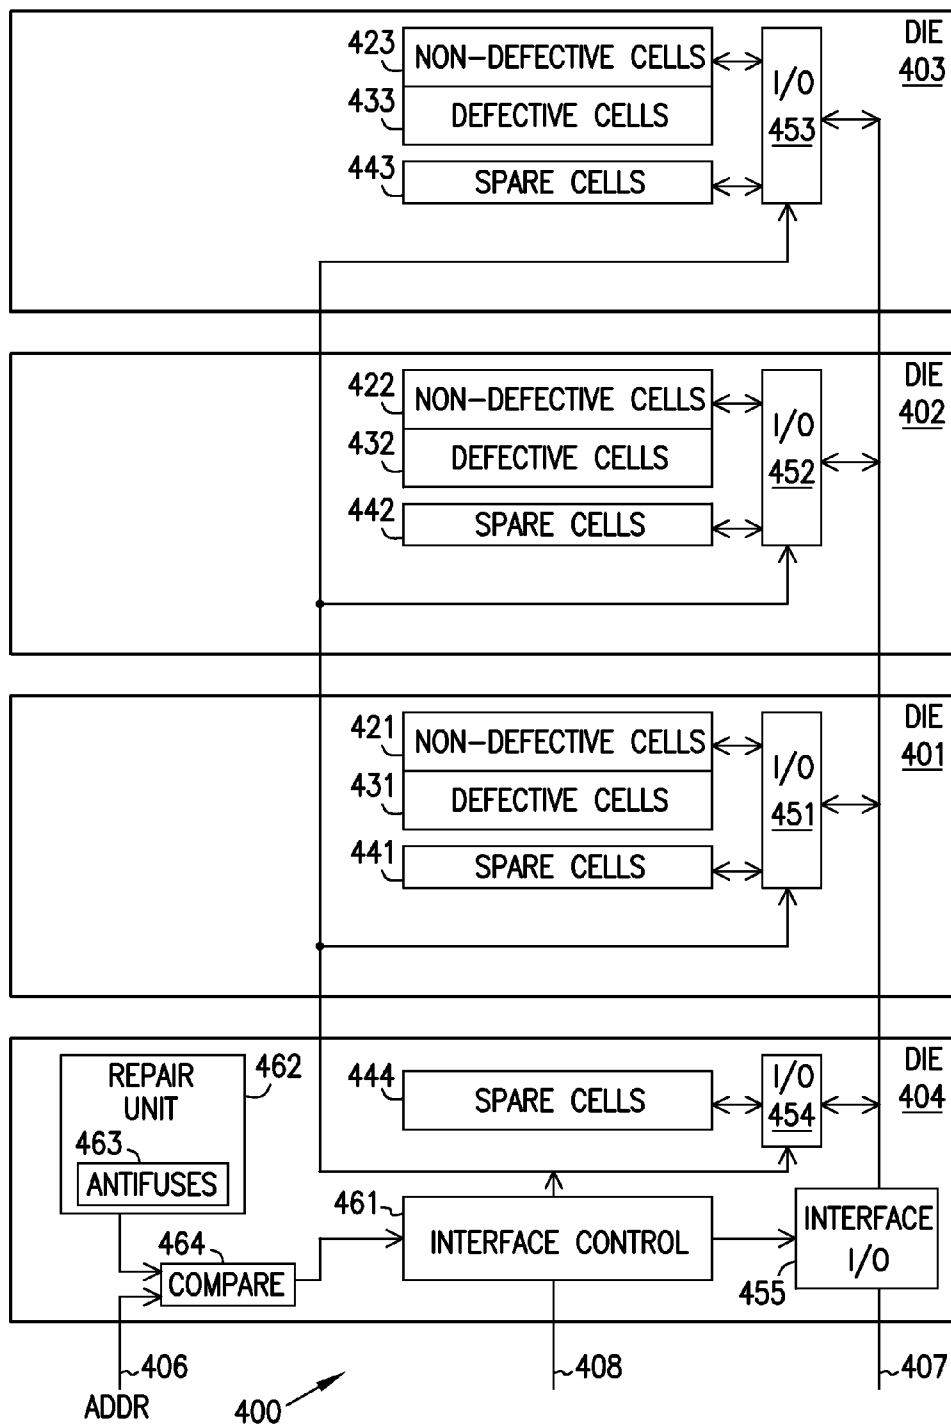 DIE
403
423
NON-DEFECTIVE CELLS
433
DEFECTIVE CELLS
443
SPARE CELLS
I/O
453
DIE
402
422
NON-DEFECTIVE CELLS
432
DEFECTIVE CELLS
442
SPARE CELLS
I/O
452
DIE
401
421
NON-DEFECTIVE CELLS
431
DEFECTIVE CELLS
441
SPARE CELLS
I/O
451
DIE
404
REPAIR
UNIT
462
463
ANTIFUSES
444
SPARE CELLS
I/O
454
461
INTERFACE CONTROL
INTERFACE
I/O
455
464
COMPARE
406
ADDR
400
408
407